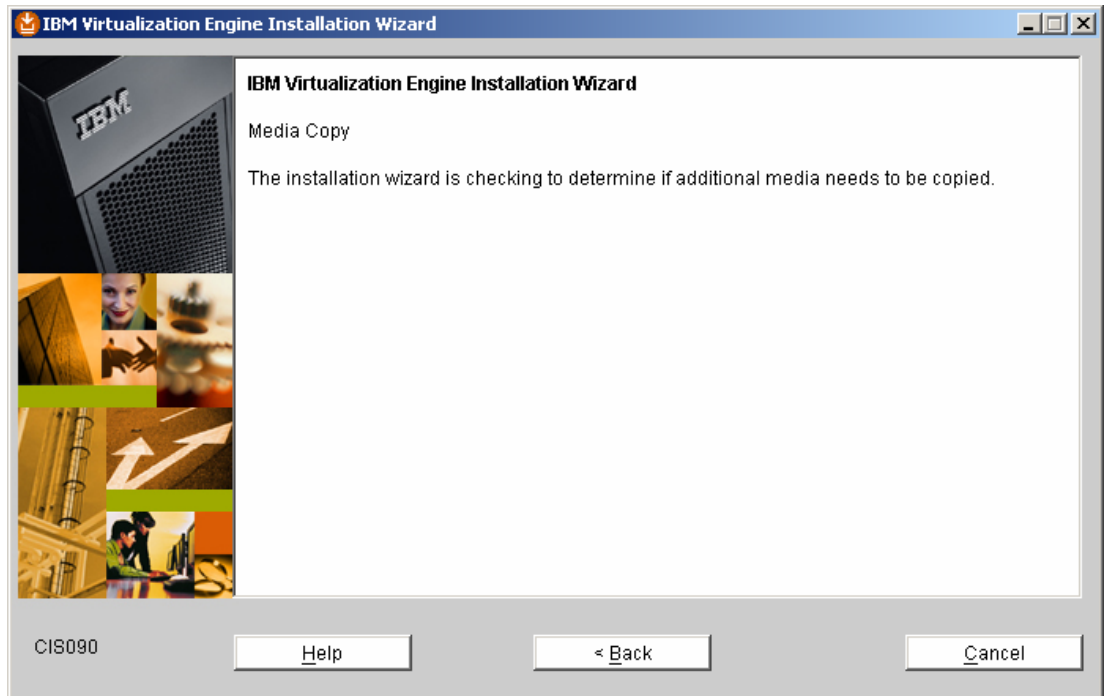 IBM Virtualization Engine Installation Wizard
IBM
IBM Virtualization Engine Installation Wizard
Media Copy
The installation wizard is checking to determine if additional media needs to be copied.
CIS090
Help
< Back
Cancel